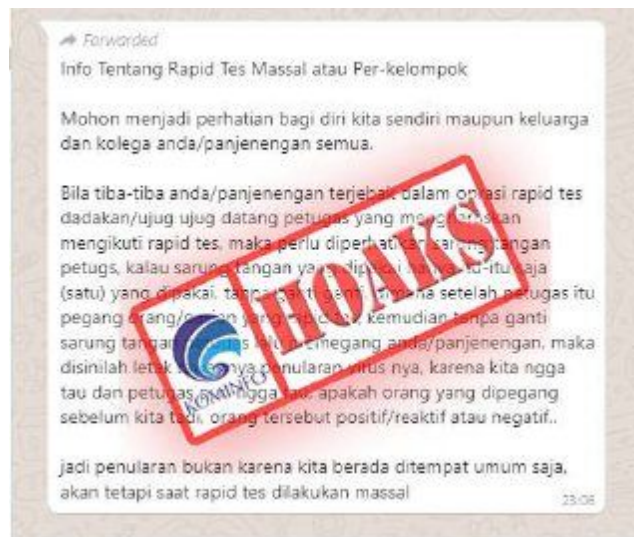 Forwarded
Info Tentang Rapid Tes Massal atau Per-kelompok
Mohon menjadi perhatian bagi diri kita sendiri maupun keluarga
dan kolega anda/panjenengan semua.
Bila tiba-tiba anda/panjenengan terjebak dalam oprasi rapid tes
dadakan/ujug ujug datang petugas yang mengharuskan
mengikuti rapid tes, maka perlu diperhatikan sarung tangan
petugs, kalau sarung tangan yang dipakai hanya itu-itu saja
(satu) yang dipakai, tanpa ganti setelah petugas itu
pegang orang/ yang kemudian tanpa ganti
sarung tangan memegang anda/panjenengan, maka
disinilah letak penularan virus nya, karena kita ngga
tau dan petugas ngga tau, apakah orang yang dipegang
sebelum kita tadi, orang tersebut positif/reaktif atau negatif..
jadi penularan bukan karena kita berada ditempat umum saja,
akan tetapi saat rapid tes dilakukan massal
23:06
HOAKS
KOMINFO